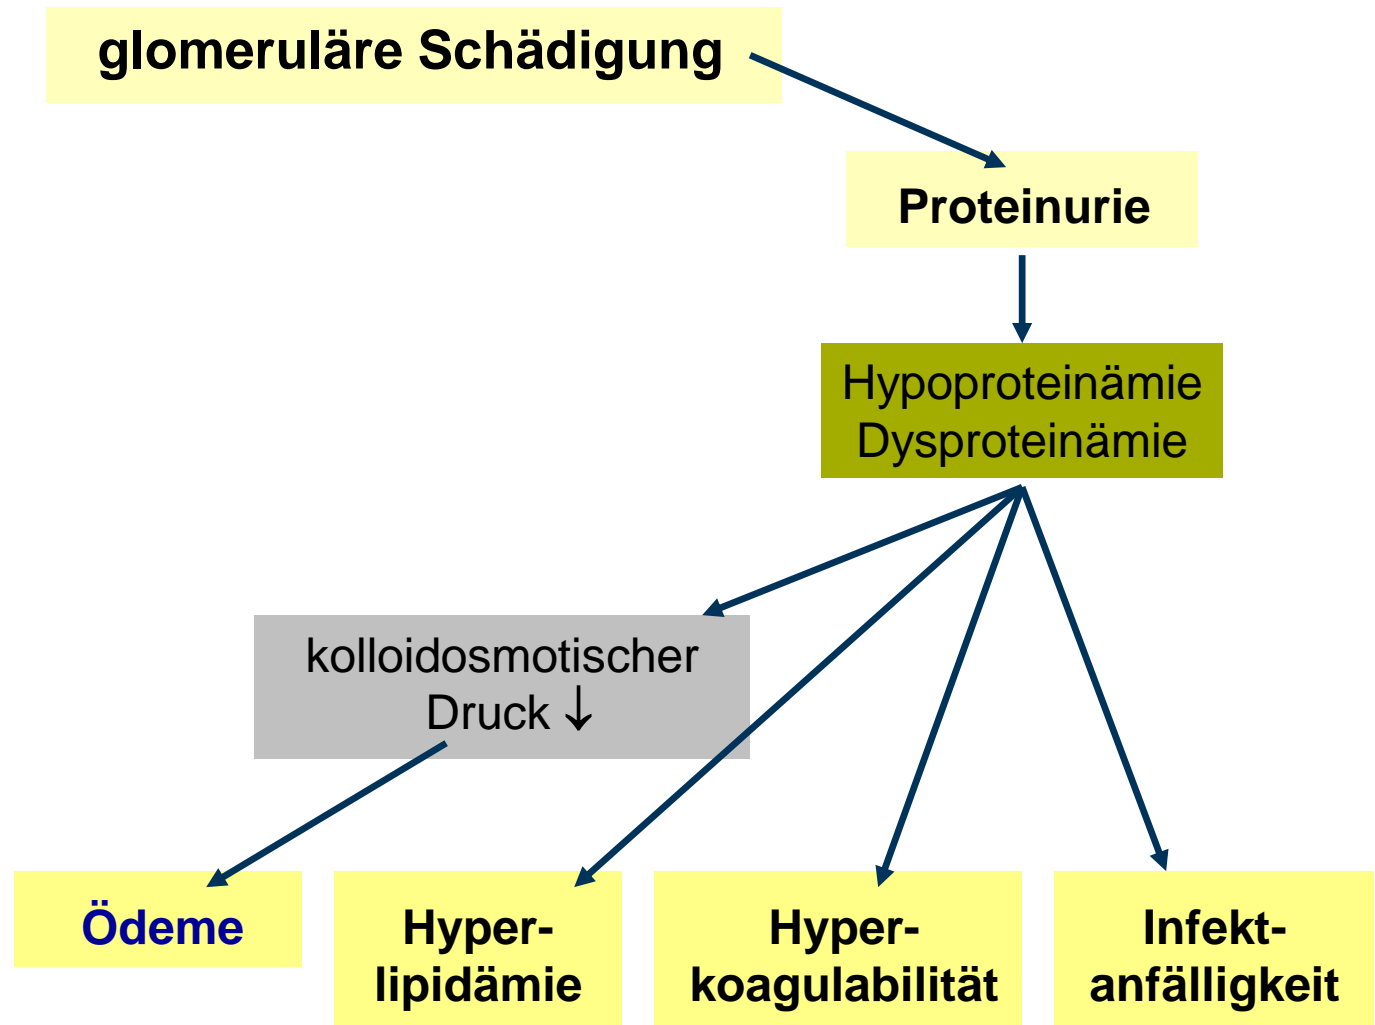 glomeruläre Schädigung
Proteinurie
Hypoproteinämie
Dysproteinämie
kolloidosmotischer
Druck ↓
Ödeme
Hyper-
lipidämie
Hyper-
koagulabilität
Infekt-
anfälligkeit